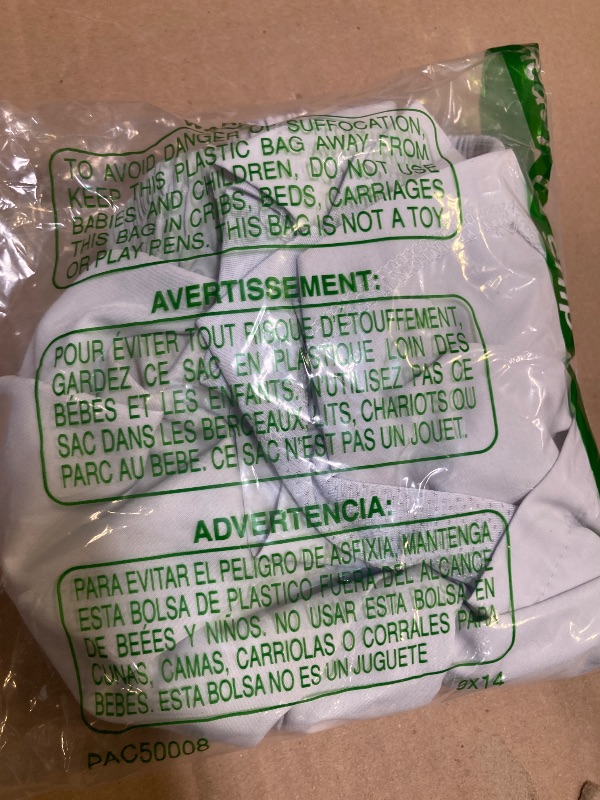 DANGER OF SUFFOCATION,
TO AVOID DANGER OF SUFFOCATION,
KEEP THIS PLASTIC BAG AWAY FROM
BABIES AND CHILDREN, DO NOT USE
THIS BAG IN CRIBS, BEDS, CARRIAGES
OR PLAY PENS. THIS BAG IS NOT A TOY
AVERTISSEMENT:
POUR ÉVITER TOUT RISQUE D'ÉTOUFFEMENT,
GARDEZ CE SAC EN PLASTIQUE LOIN DES
BÉBES ET LES ENFANTS. N'UTILISEZ PAS CE
SAC DANS LES BERCEAUX. LITS, CHARIOTS OU
PARC AU BEBE. CE SAC N'EST PAS UN JOUET.
ADVERTENCIA:
PARA EVITAR EL PELIGRO DE ASFIXIA, MANTENGA
ESTA BOLSA DE PLASTICO FUERA DEL ALCANCE
DE BEÉES Y NIÑOS. NO USAR ESTA BOLSA EN
CUNAS, CAMAS, CARRIOLAS O CORRALES PARA
BEBES. ESTA BOLSA NO ES UN JUGUETE
9X14
PAC50008